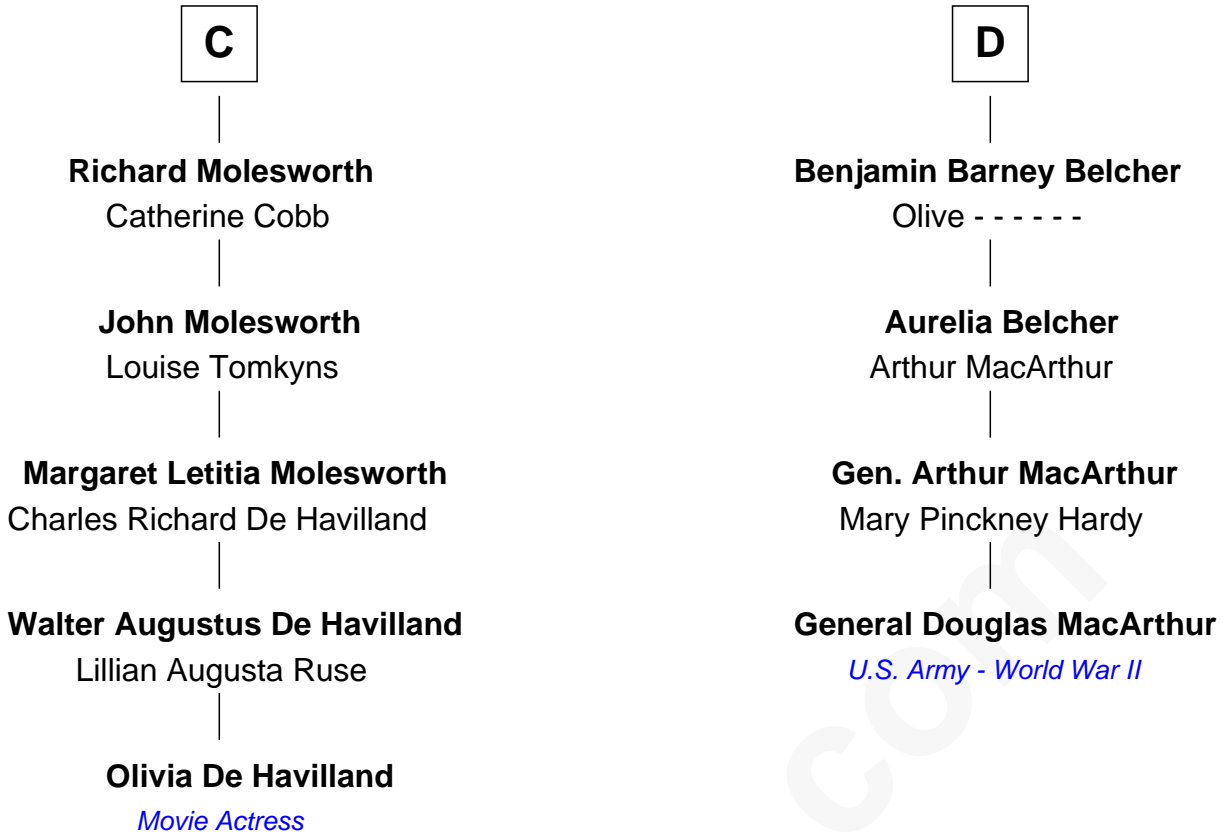 C
Richard Molesworth
Catherine Cobb
John Molesworth
Louise Tomkyns
Margaret Letitia Molesworth
Charles Richard De Havilland
Walter Augustus De Havilland
Lillian Augusta Ruse
Olivia De Havilland
Movie Actress
D
Benjamin Barney Belcher
Olive - - - - - -
Aurelia Belcher
Arthur MacArthur
Gen. Arthur MacArthur
Mary Pinckney Hardy
General Douglas MacArthur
U.S. Army - World War II
com